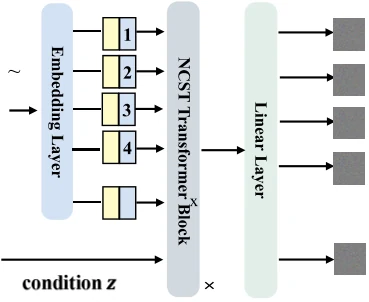 ~
Embedding Layer
1
2
3
4
NCST Transformer Block
x
×
Linear Layer
condition z